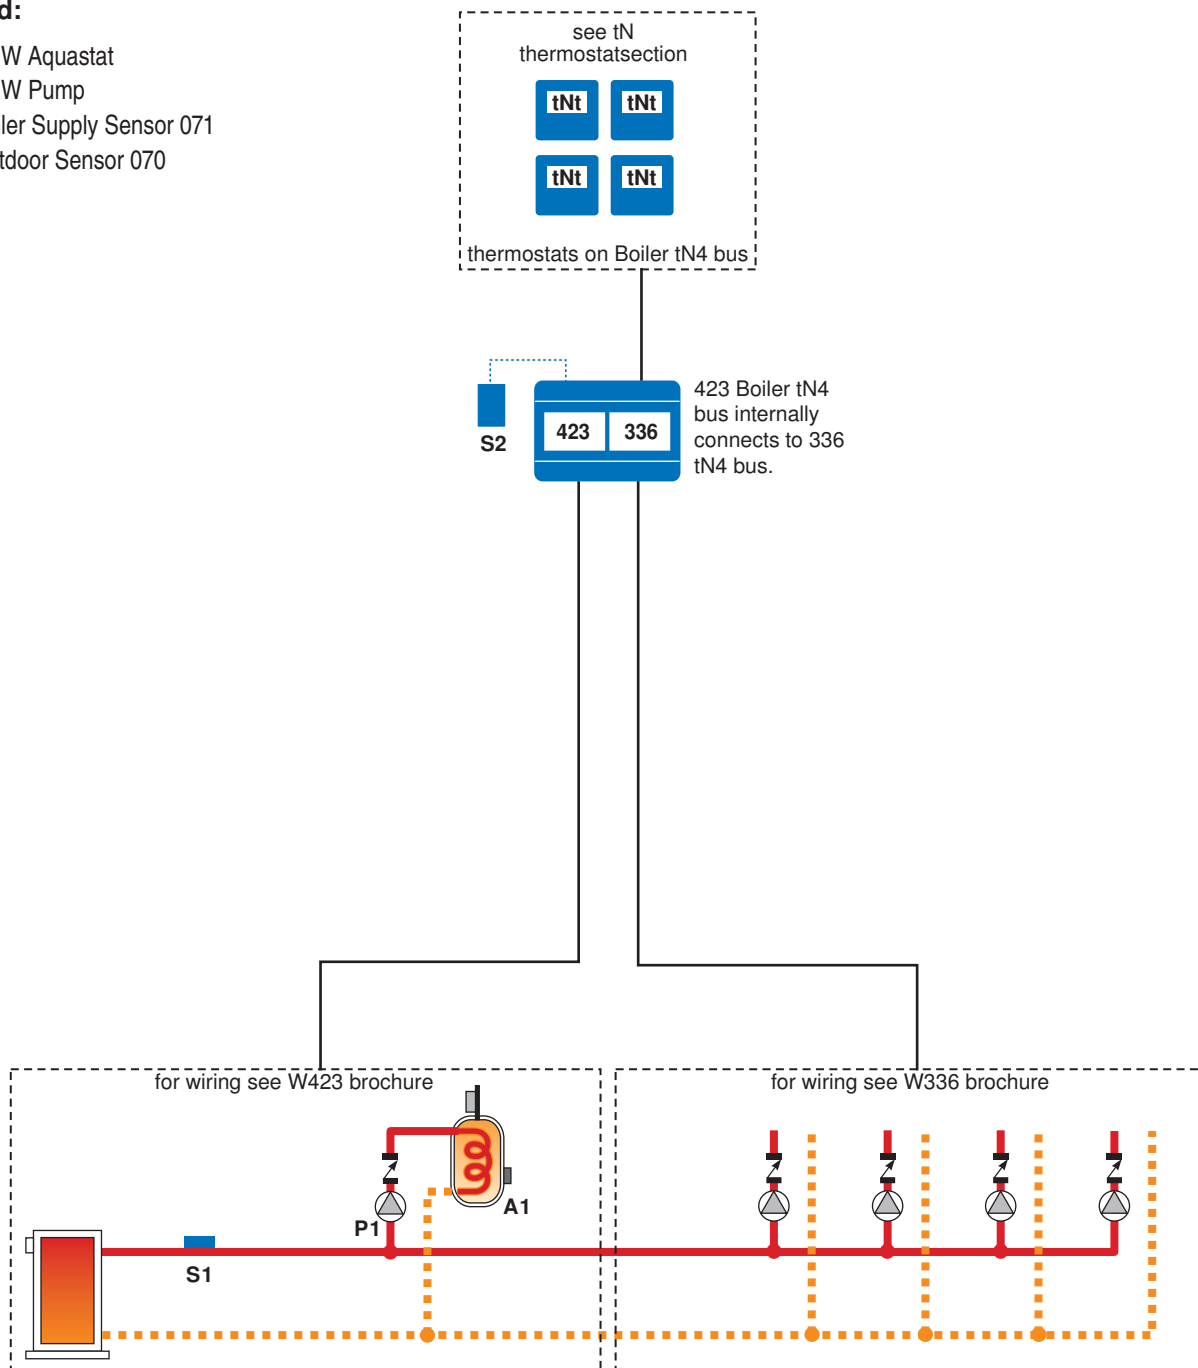 d:
W Aquastat
W Pump
ler Supply Sensor 071
tdoor Sensor 070
see tN
thermostatsection
tNt tNt
tNt tNt
thermostats on Boiler tN4 bus
S2
423 336
423 Boiler tN4
bus internally
connects to 336
tN4 bus.
for wiring see W423 brochure
for wiring see W336 brochure
P1
A1
S1